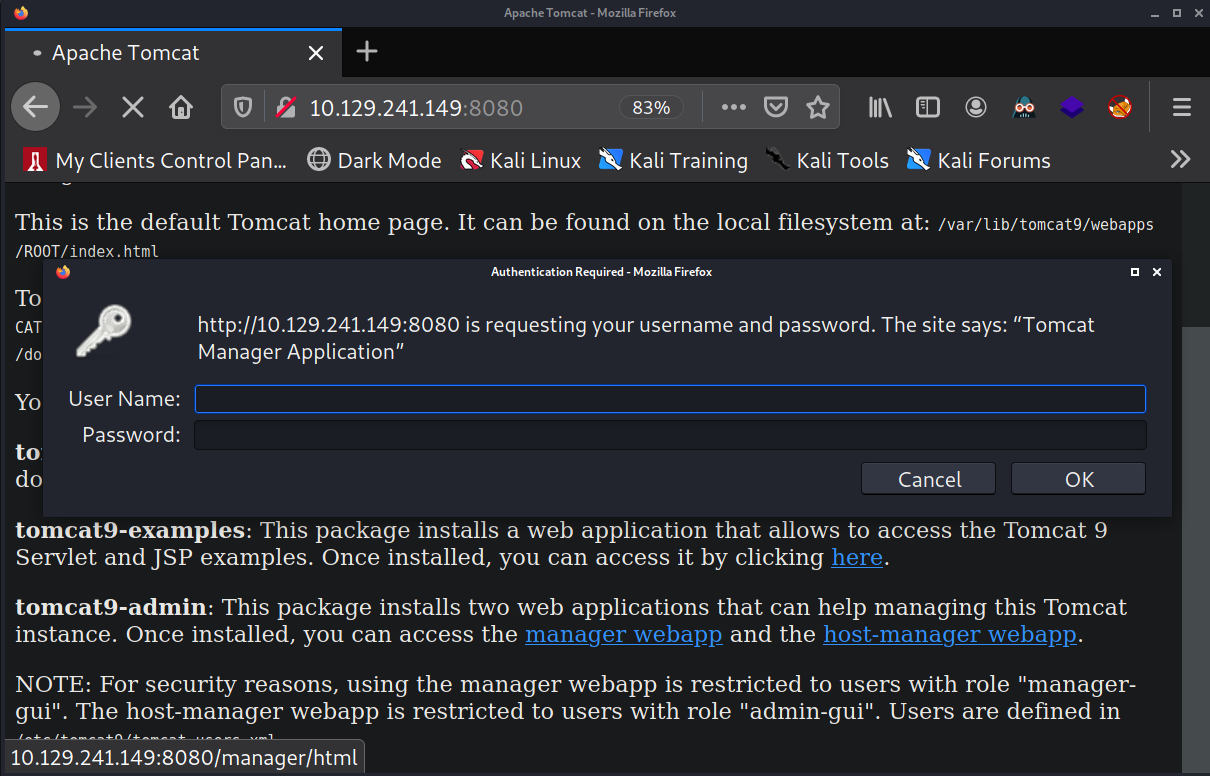 Apache Tomcat - Mozilla Firefox
Apache Tomcat
10.129.241.149:8080
83%
My Clients Control Pan...
Dark Mode
Kali Linux
Kali Training
Kali Tools
Kali Forums
This is the default Tomcat home page. It can be found on the local filesystem at: /var/lib/tomcat9/webapps
/ROOT/index.html
Authentication Required - Mozilla Firefox
To
CAT
/do
Yo
to
do
http://10.129.241.149:8080 is requesting your username and password. The site says: “Tomcat
Manager Application”
User Name:
Password:
Cancel
OK
tomcat9-examples: This package installs a web application that allows to access the Tomcat 9
Servlet and JSP examples. Once installed, you can access it by clicking here.
tomcat9-admin: This package installs two web applications that can help managing this Tomcat
instance. Once installed, you can access the manager webapp and the host-manager webapp.
NOTE: For security reasons, using the manager webapp is restricted to users with role "manager-
gui". The host-manager webapp is restricted to users with role "admin-gui". Users are defined in
/etc/tomcat9/tomcat-users.xml
10.129.241.149:8080/manager/html